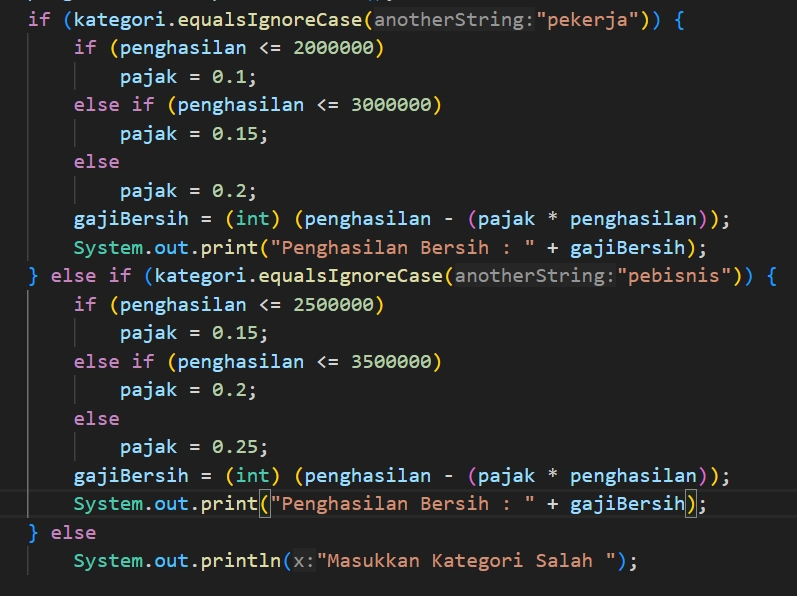 if (kategori.equalsIgnoreCase(anotherString:"pekerja")) {
if (penghasilan <= 2000000)
pajak = 0.1;
else if (penghasilan <= 3000000)
pajak = 0.15;
else
pajak = 0.2;
gajiBersih = (int) (penghasilan - (pajak * penghasilan));
System.out.print("Penghasilan Bersih : " + gajiBersih);
} else if (kategori.equalsIgnoreCase(anotherString:"pebisnis")) {
if (penghasilan <= 2500000)
pajak = 0.15;
else if (penghasilan <= 3500000)
pajak = 0.2;
else
pajak = 0.25;
gajiBersih = (int) (penghasilan - (pajak * penghasilan));
System.out.print("Penghasilan Bersih : " + gajiBersih);
} else
System.out.println(x:"Masukkan Kategori Salah ");